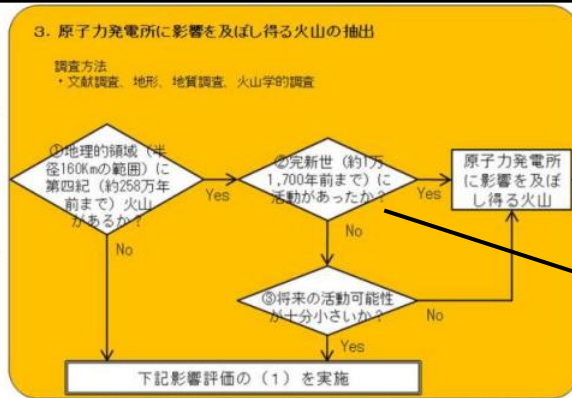 3. 原子力発電所に影響を及ぼし得る火山の抽出
調査方法
・文献調査、地形、地質調査、火山学的調査
①地理的領域（半
径160Kmの範囲）に
第四紀（約258万年
前まで）火山
があるか？
Yes
②完新世（約1万
1,700年前まで）に
活動があったか？
Yes
原子力発電所
に影響を及ぼ
し得る火山
No
No
③将来の活動可能性
が十分小さいか？
No
Yes
下記影響評価の（1）を実施